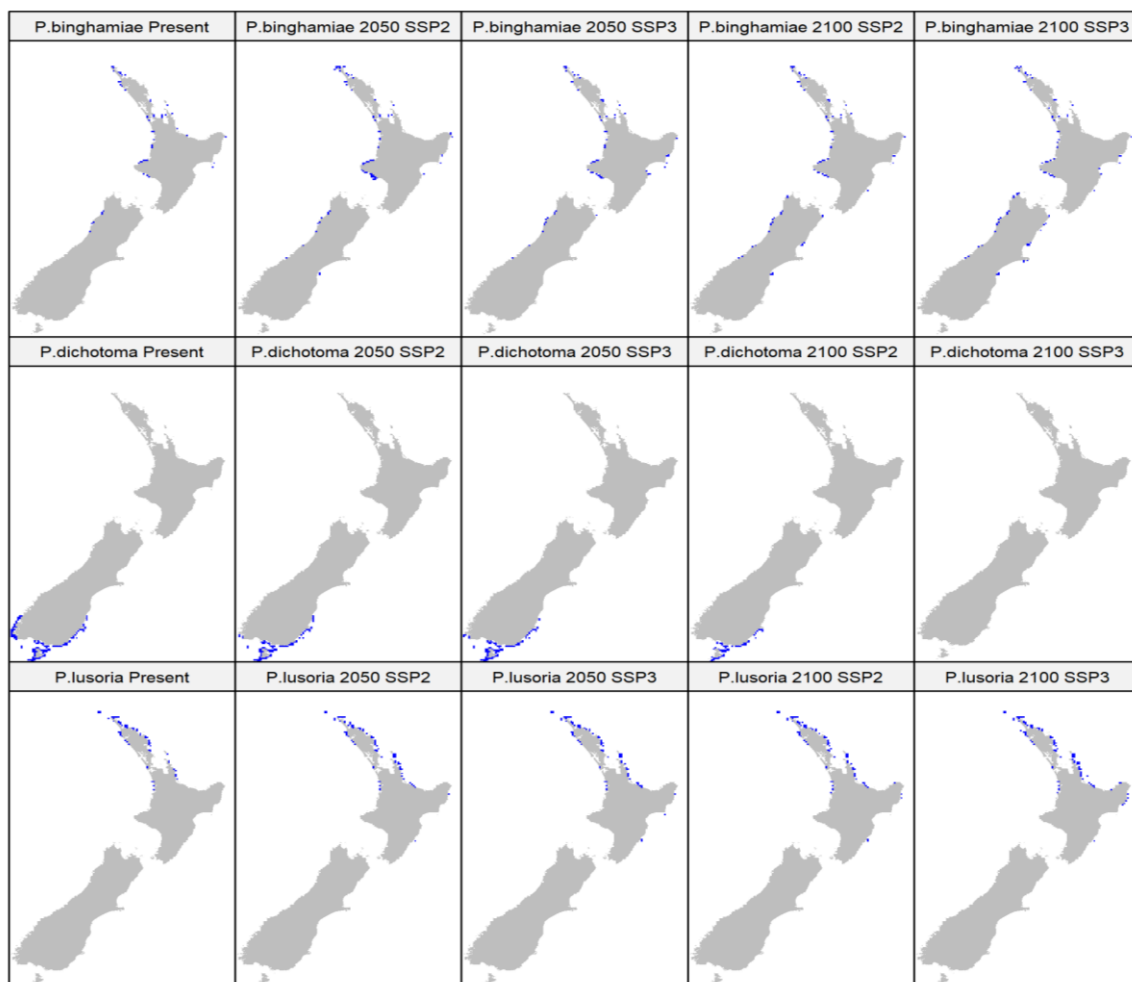 P.binghamiae Present
P.binghamiae 2050 SSP2
P.binghamiae 2050 SSP3
P.binghamiae 2100 SSP2
P.binghamiae 2100 SSP3
P.dichotoma Present
P.dichotoma 2050 SSP2
P.dichotoma 2050 SSP3
P.dichotoma 2100 SSP2
P.dichotoma 2100 SSP3
P.lusoria Present
P.lusoria 2050 SSP2
P.lusoria 2050 SSP3
P.lusoria 2100 SSP2
P.lusoria 2100 SSP3